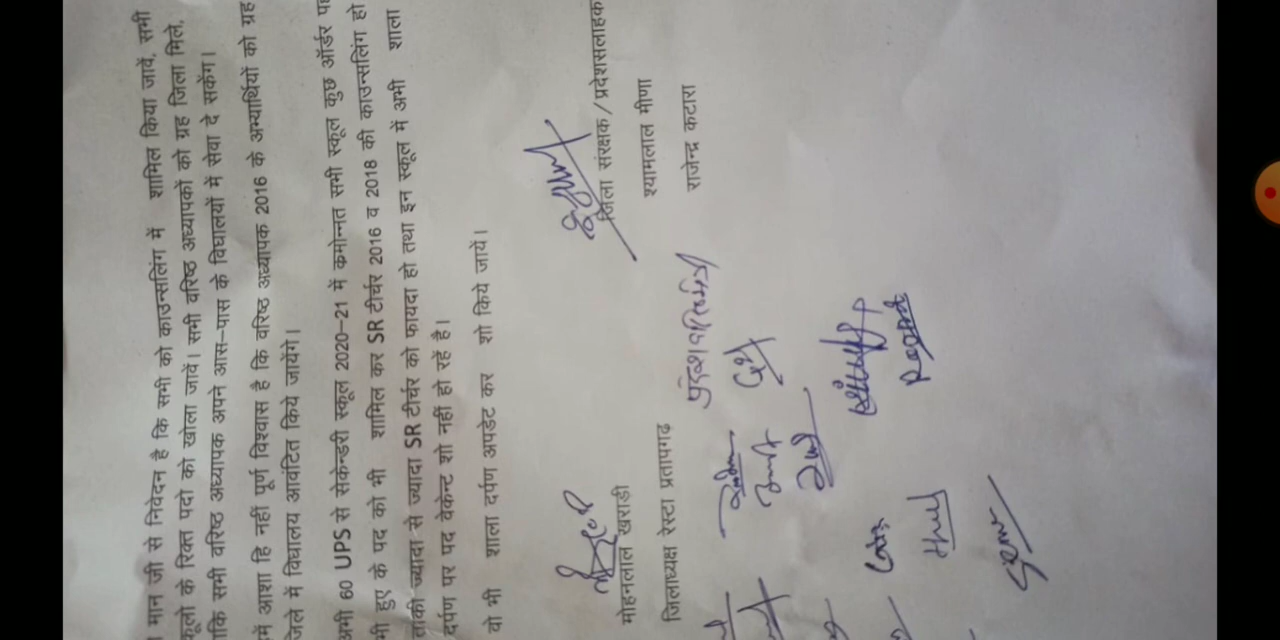 मान जी से निवेदन है कि सभी को काउन्सलिंग में शामिल किया जावें, सभी
कूलो के रिक्त पदो को खोला जावें। सभी वरिष्ठ अध्यापकों को ग्रह जिला मिले,
ाकि सभी वरिष्ठ अध्यापक अपने आस–पास के विद्यालयों में सेवा दे सकेंग।
में आशा हि नहीं पूर्ण विश्वास है कि वरिष्ठ अध्यापक 2016 के अभ्यार्थियों को ग्रह
जेले में विद्यालय आवंटित किये जायेंगे।
अभी 60 UPS से सेकेन्डरी स्कूल 2020–21 में कमोन्नत सभी स्कूल कुछ ऑर्डर
भी हुए के पद को भी शामिल कर SR टीर्चर 2016 व 2018 की काउन्सलिंग हो
ताकी ज्यादा से ज्यादा SR टीर्चर को फायदा हो तथा इन स्कूल में अभी शाला
दर्पण पर पद वेकेन्ट शो नहीं हो रहें है।
वो भी शाला दर्पण अपडेट कर शो किये जायें।
जिला संरक्षक/प्रदेशसलाहक
मोहनलाल खराडी श्यामलाल मीणा
जिलाध्यक्ष रेस्टा प्रतापगढ राजेन्द्र कटारा